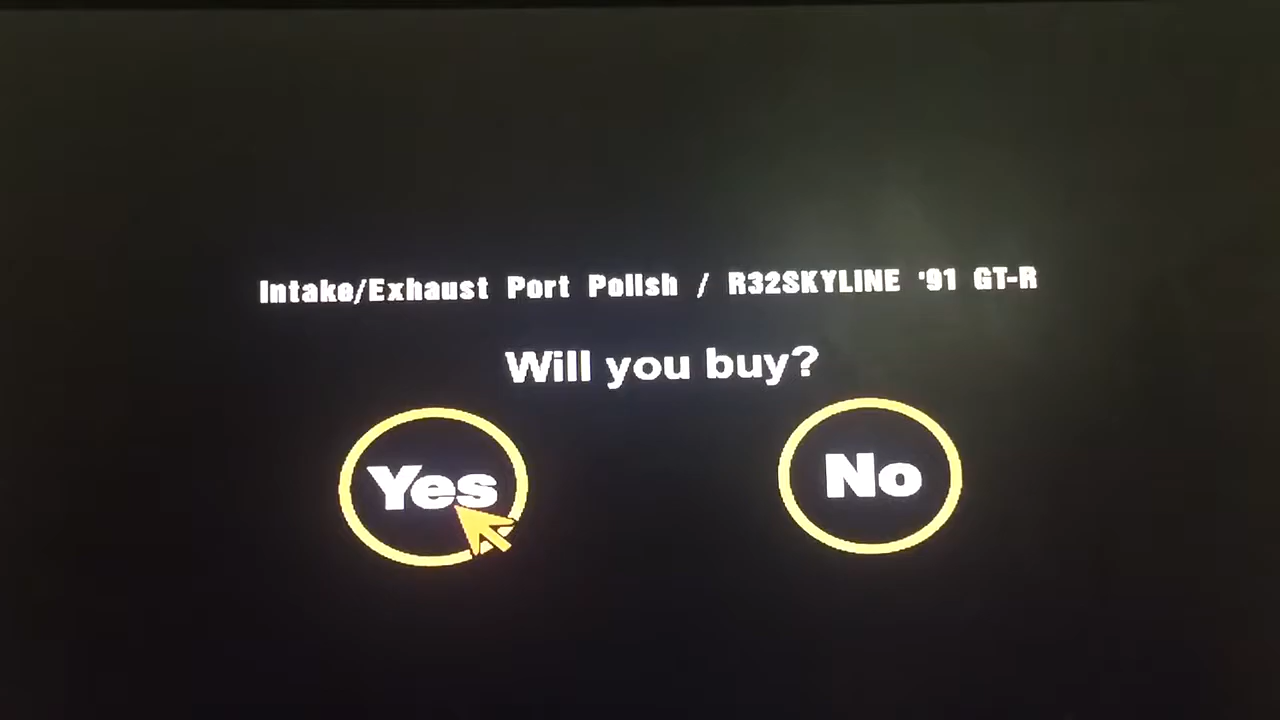 Intake/Exhaust Port Polish / R32SKYLINE '91 GT-R
Will you buy?
Yes
No